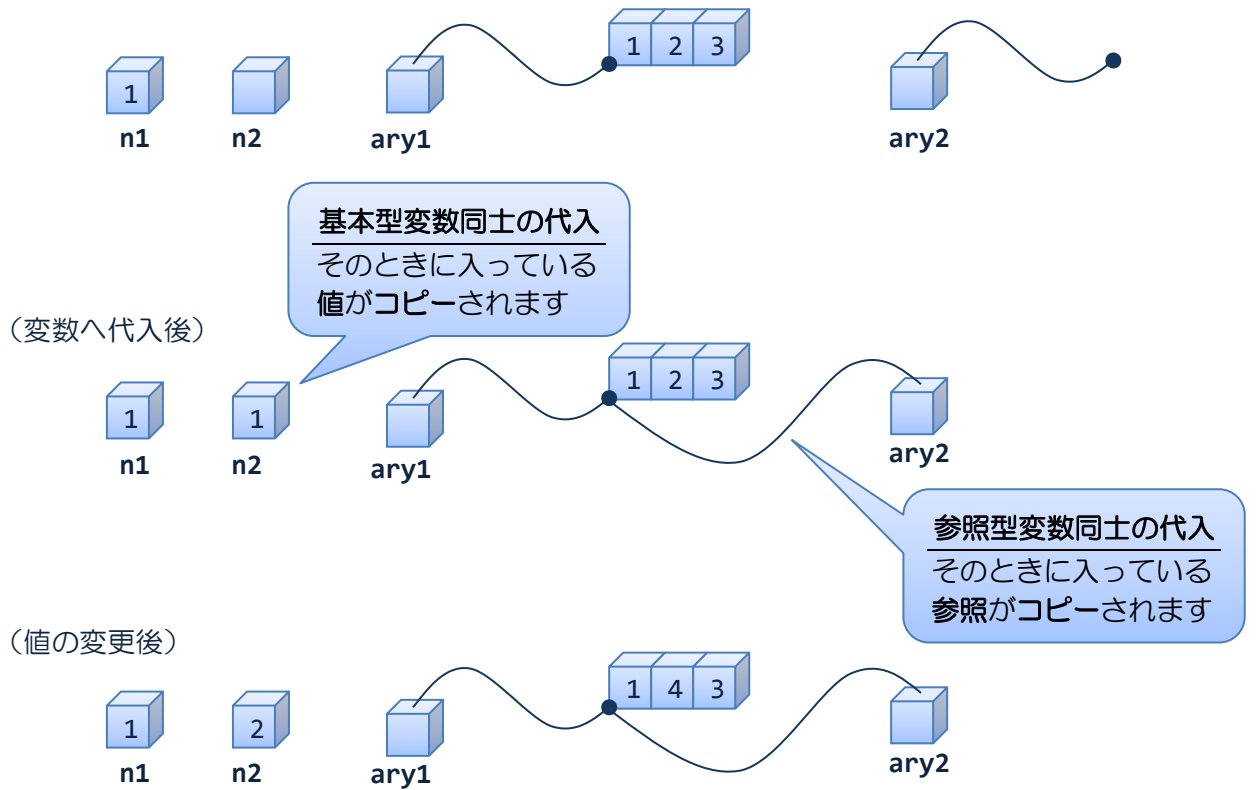 1 2 3
1
n1 n2 ary1 ary2
基本型変数同士の代入
そのときに入っている
値がコピーされます
(変数へ代入後)
1 2 3
1 1
n1 n2 ary1 ary2
参照型変数同士の代入
そのときに入っている
参照がコピーされます
(値の変更後)
1 4 3
1 2
n1 n2 ary1 ary2